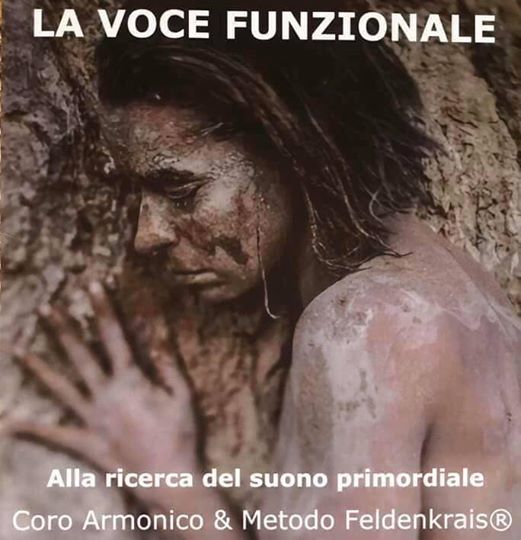 LA VOCE FUNZIONALE
Alla ricerca del suono primordiale
Coro Armonico & Metodo Feldenkrais®